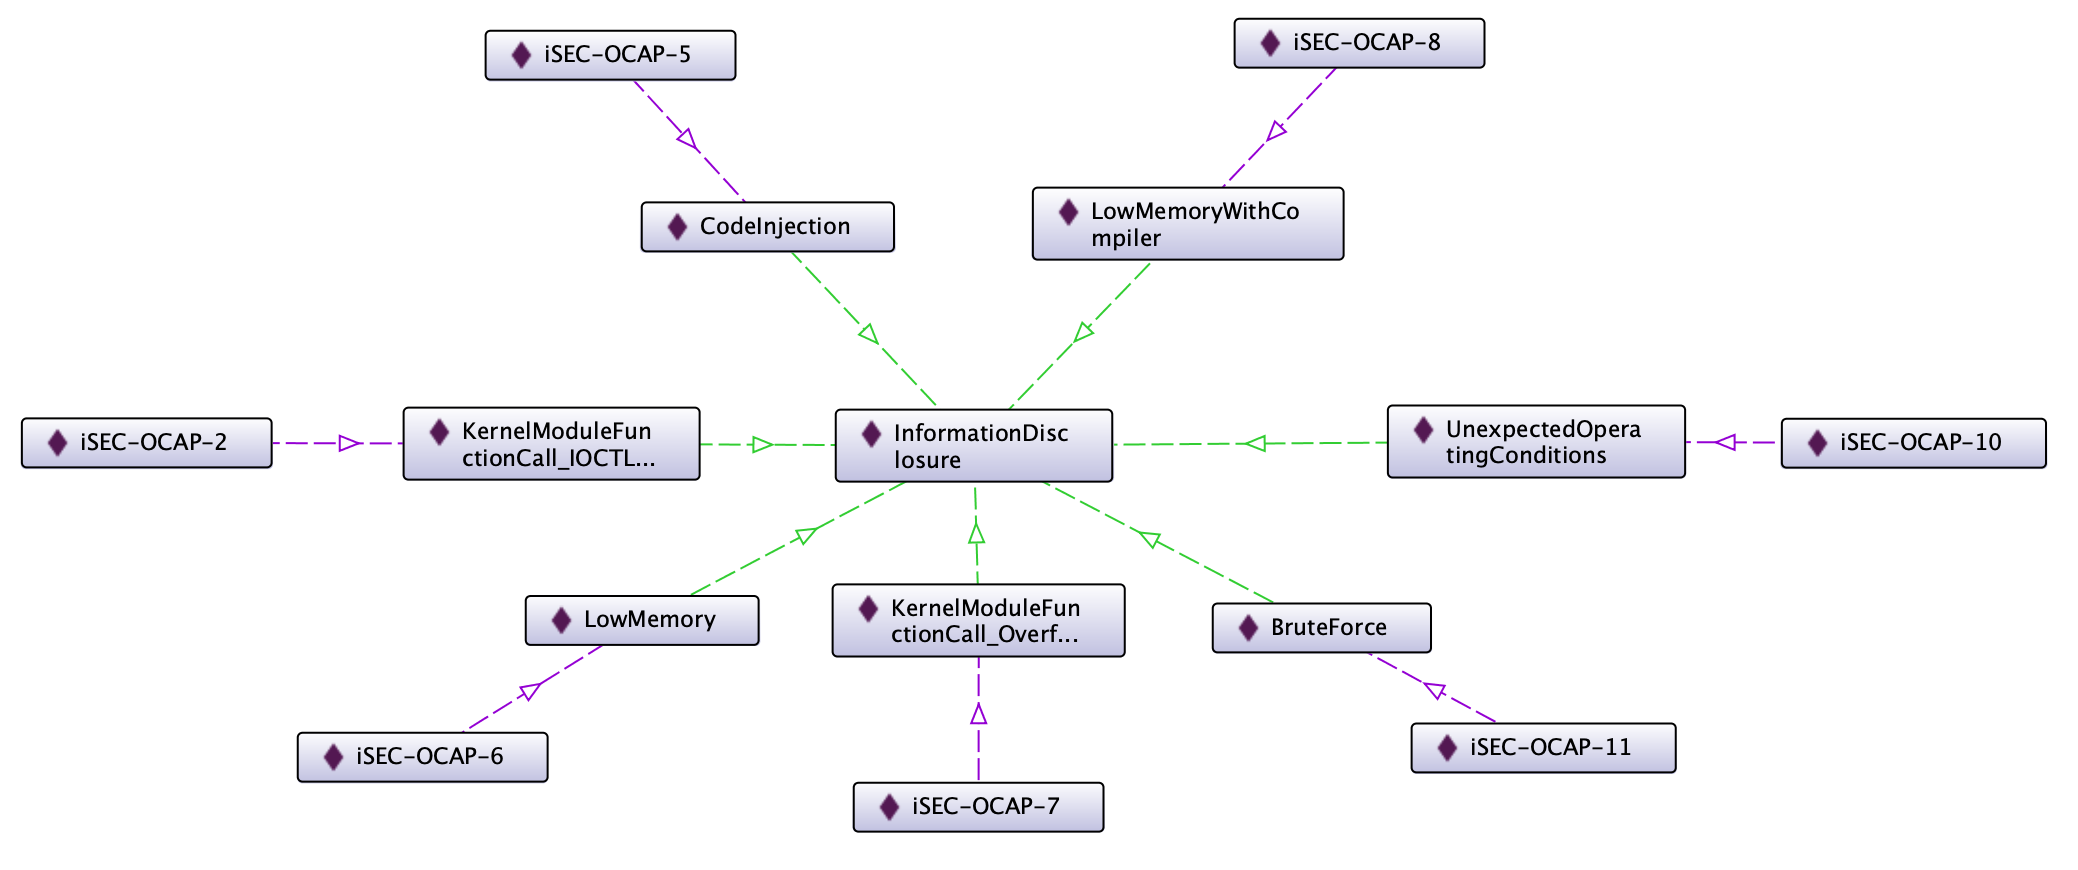 iSEC-OCAP-5
iSEC-OCAP-8
CodeInjection
LowMemoryWithCo
mpiler
iSEC-OCAP-2
KernelModuleFun
ctionCall_IOCTL...
InformationDisc
losure
UnexpectedOpera
tingConditions
iSEC-OCAP-10
LowMemory
KernelModuleFun
ctionCall_Overf...
BruteForce
iSEC-OCAP-6
iSEC-OCAP-7
iSEC-OCAP-11